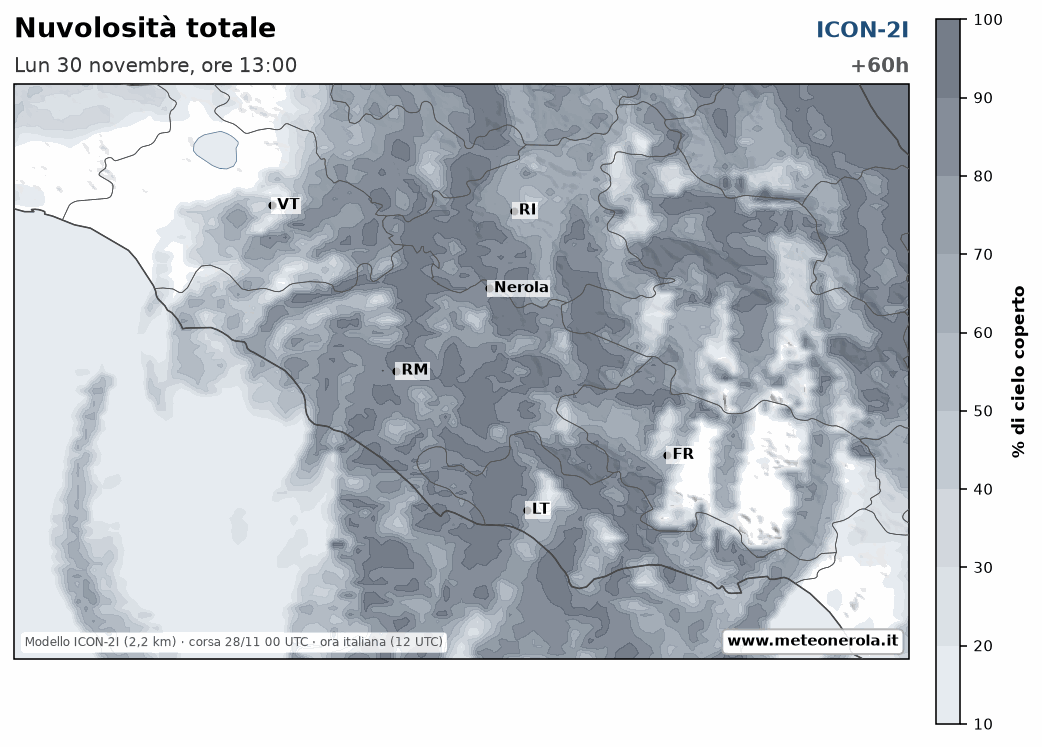 Nuvolosità totale
ICON-2I
Lun 30 novembre, ore 13:00
+60h
VT
RI
Nerola
RM
FR
LT
Modello ICON-2I (2,2 km) · corsa 28/11 00 UTC · ora italiana (12 UTC)
www.meteonerola.it
100
90
80
70
60
50
40
30
20
10
% di cielo coperto